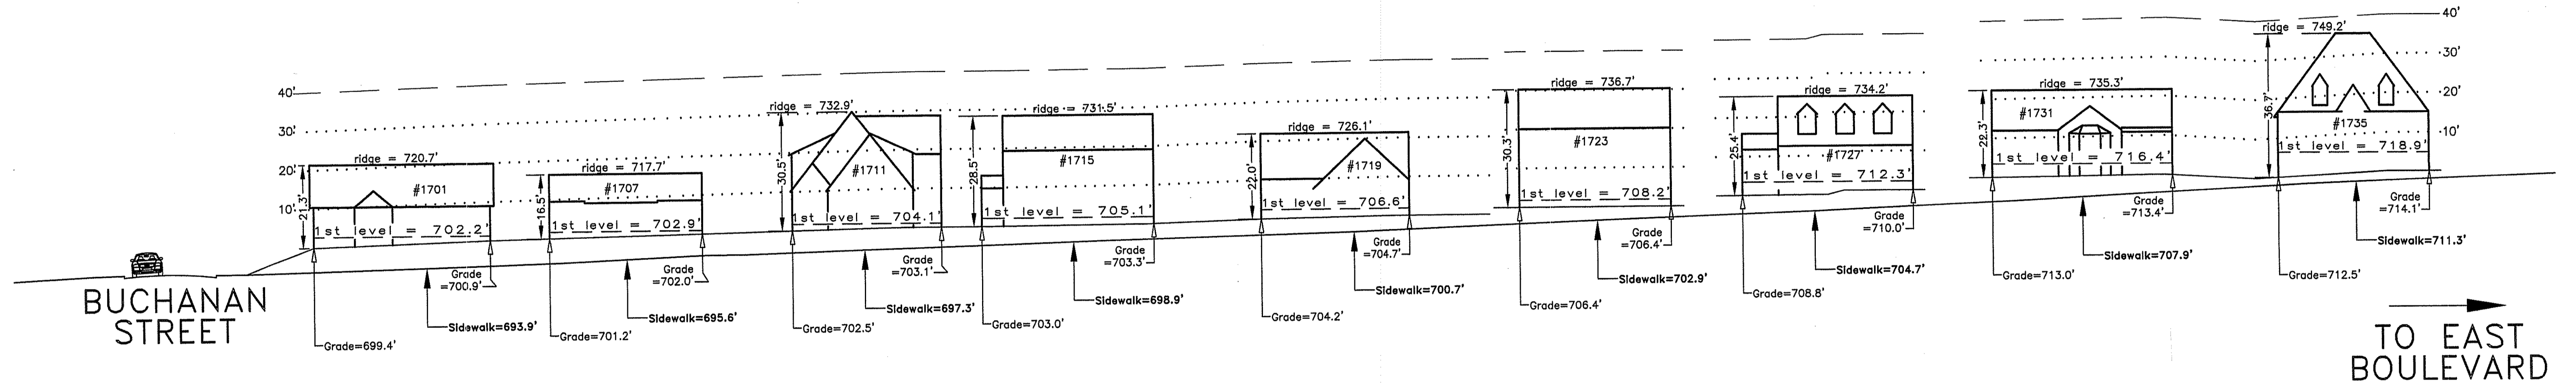 40'
30'
20'
10'
BUCHANAN
STREET
ridge = 720.7'
21.3'
#1701
1st level = 702.2'
Grade
=700.9'
Sidewalk=693.9'
Grade=699.4'
ridge = 717.7'
16.5'
#1707
1st level = 702.9'
Grade
=702.0'
Sidewalk=695.6'
Grade=701.2'
ridge = 732.9'
30.5'
#1711
1st level = 704.1'
Grade
=703.1'
Sidewalk=697.3'
Grade=702.5'
ridge = 731.5'
28.5'
#1715
1st level = 705.1'
Grade
=703.3'
Sidewalk=698.9'
Grade=703.0'
ridge = 726.1'
22.0'
#1719
1st level = 706.6'
Grade
=704.7'
Sidewalk=700.7'
Grade=704.2'
ridge = 736.7'
30.3'
#1723
1st level = 708.2'
Grade
=706.4'
Sidewalk=702.9'
Grade=706.4'
ridge = 734.2'
25.4'
#1727
1st level = 712.3'
Grade
=710.0'
Sidewalk=704.7'
Grade=708.8'
ridge = 735.3'
22.3'
#1731
1st level = 716.4'
Grade
=713.4'
Sidewalk=707.9'
Grade=713.0'
ridge = 749.2'
36.7'
#1735
1st level = 718.9'
Grade
=714.1'
Sidewalk=711.3'
Grade=712.5'
40'
30'
20'
10'
TO EAST
BOULEVARD